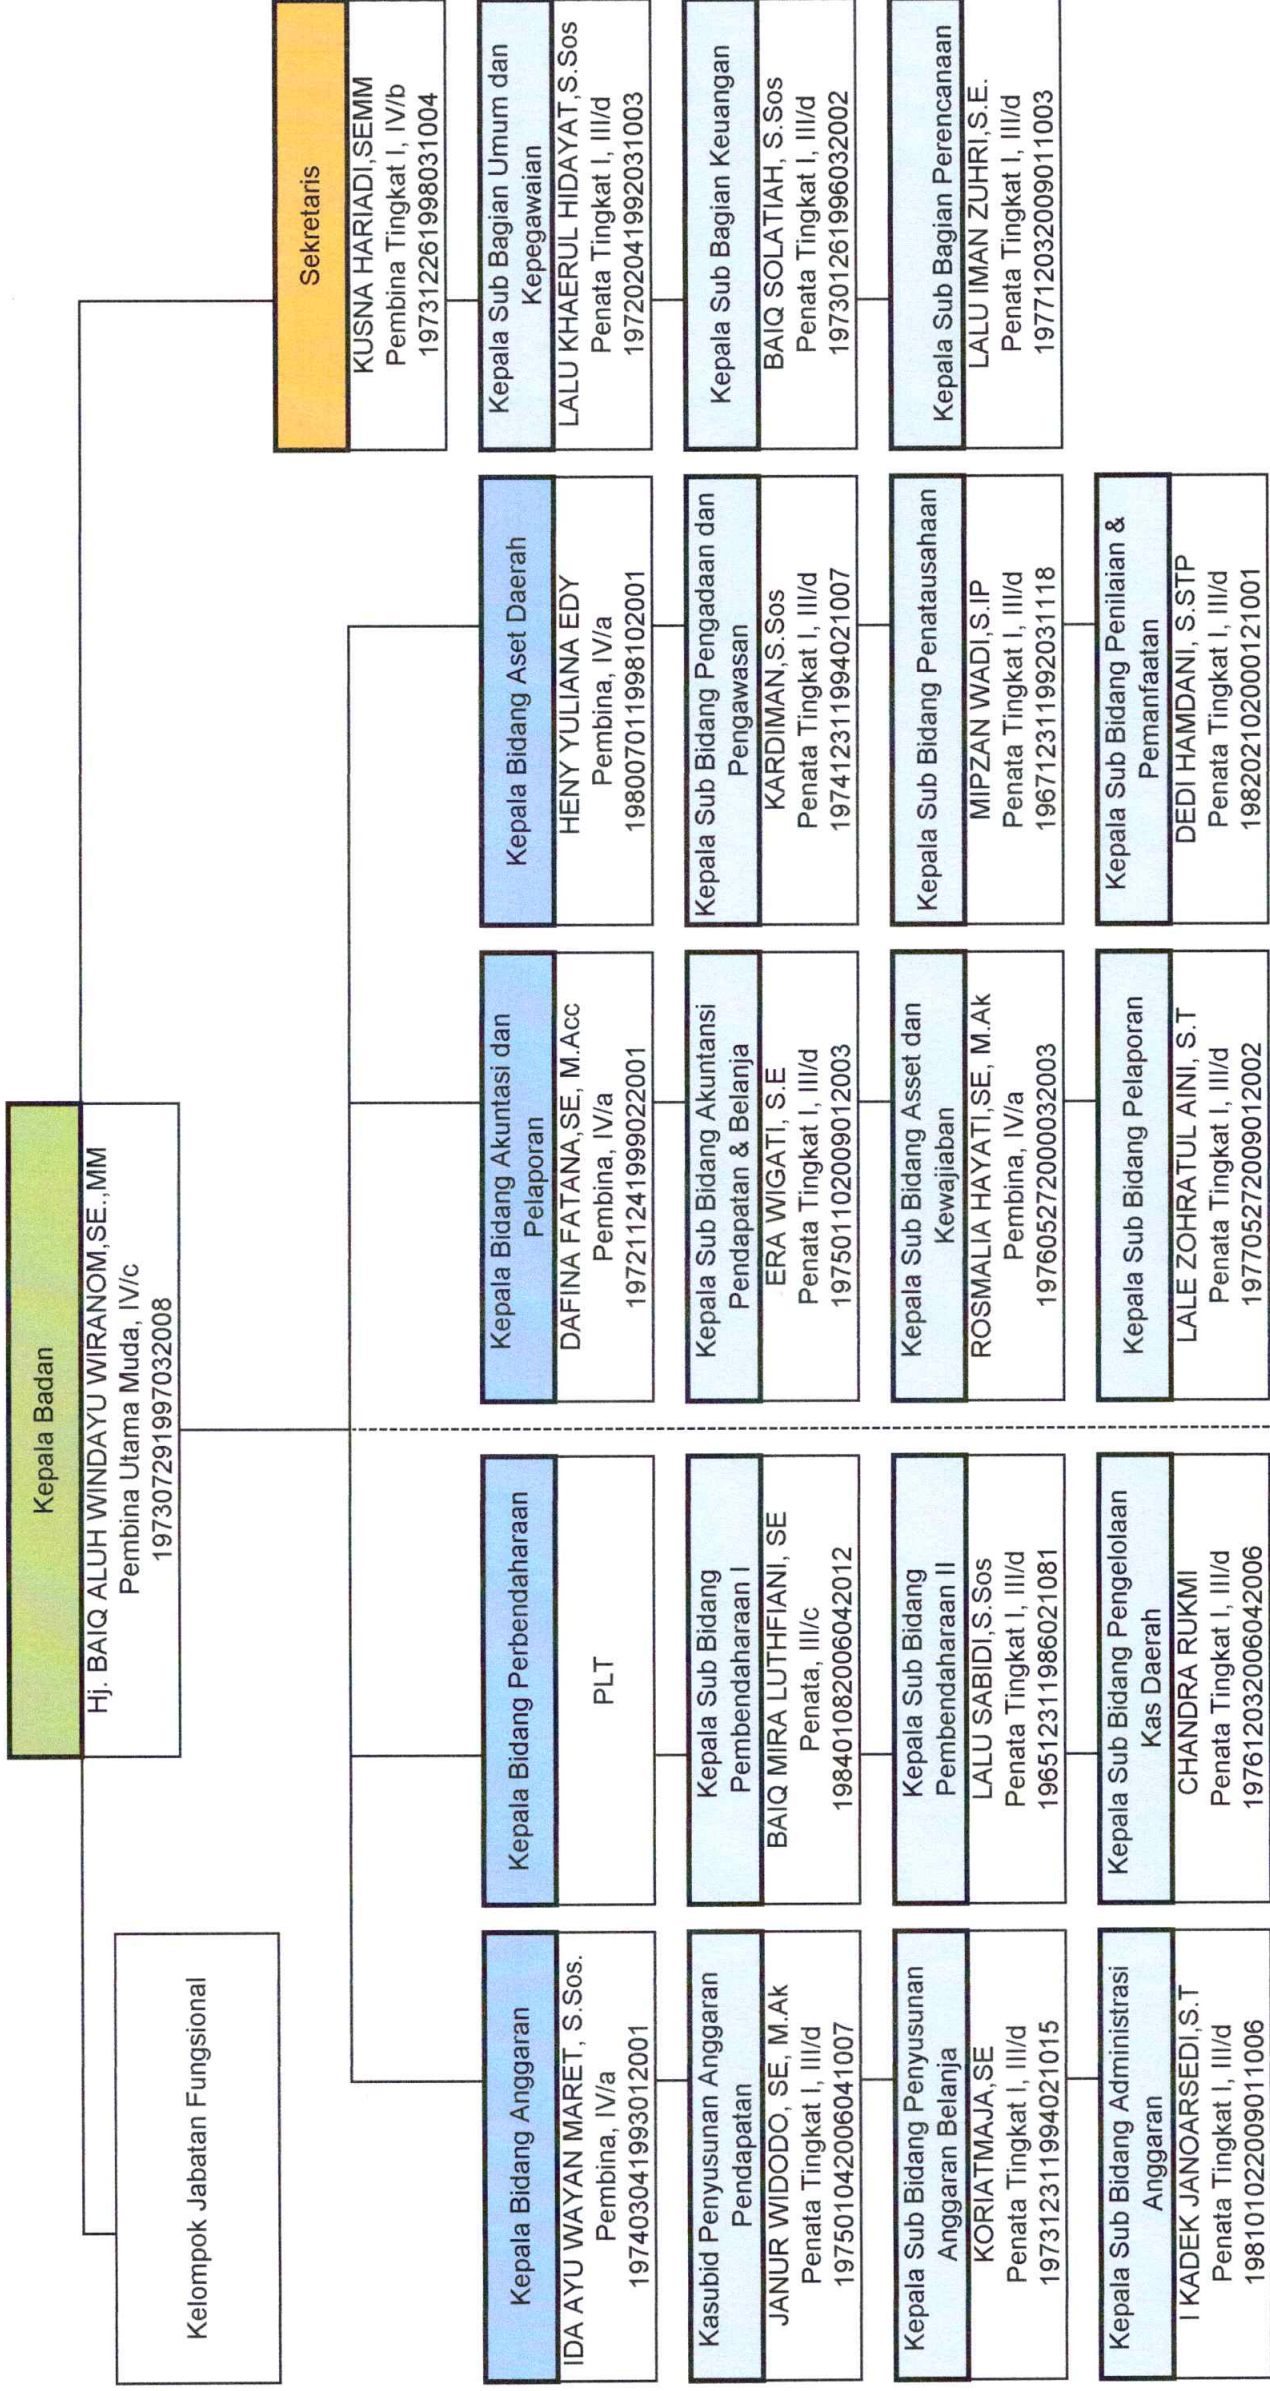 Kepala Badan
Hj. BAIQ ALUH WINDAYU WIRANOM,SE.,MM
Pembina Utama Muda, IV/c
197307291997032008
Kelompok Jabatan Fungsional
Sekretaris
KUSNA HARIADI,SEMM
Pembina Tingkat I, IV/b
197312261998031004
Kepala Bidang Anggaran
IDA AYU WAYAN MARET, S.Sos.
Pembina, IV/a
197403041993012001
Kasubid Penyusunan Anggaran
Pendapatan
JANUR WIDODO, SE, M.Ak
Penata Tingkat I, III/d
197501042006041007
Kepala Sub Bidang Penyusunan
Anggaran Belanja
KORIATMAJA,SE
Penata Tingkat I, III/d
197312311994021015
Kepala Sub Bidang Administrasi
Anggaran
I KADEK JANOARSEDI,S.T
Penata Tingkat I, III/d
198101022009011006
Kepala Bidang Perbendaharaan
PLT
Kepala Sub Bidang
Pembendaharaan I
BAIQ MIRA LUTHFIANI, SE
Penata, III/c
198401082006042012
Kepala Sub Bidang
Pembendaharaan II
LALU SABIDI,S.Sos
Penata Tingkat I, III/d
196512311986021081
Kepala Sub Bidang Pengelolaan
Kas Daerah
CHANDRA RUKMI
Penata Tingkat I, III/d
197612032006042006
Kepala Bidang Akuntasi dan
Pelaporan
DAFINA FATANA,SE, M.Acc
Pembina, IV/a
197211241999022001
Kepala Sub Bidang Akuntansi
Pendapatan & Belanja
ERA WIGATI, S.E
Penata Tingkat I, III/d
197501102009012003
Kepala Sub Bidang Asset dan
Kewajiaban
ROSMALIA HAYATI,SE, M.Ak
Pembina, IV/a
197605272000032003
Kepala Sub Bidang Pelaporan
LALE ZOHRATUL AINI, S.T
Penata Tingkat I, III/d
197705272009012002
Kepala Bidang Aset Daerah
HENY YULIANA EDY
Pembina, IV/a
198007011998102001
Kepala Sub Bidang Pengadaan dan
Pengawasan
KARDIMAN,S.Sos
Penata Tingkat I, III/d
197412311994021007
Kepala Sub Bidang Penatausahaan
MIPZAN WADI,S.IP
Penata Tingkat I, III/d
196712311992031118
Kepala Sub Bidang Penilaian &
Pemanfaatan
DEDI HAMDANI, S.STP
Penata Tingkat I, III/d
198202102000121001
Kepala Sub Bagian Umum dan
Kepegawaian
LALU KHAERUL HIDAYAT,S.Sos
Penata Tingkat I, III/d
197202041992031003
Kepala Sub Bagian Keuangan
BAIQ SOLATIAH, S.Sos
Penata Tingkat I, III/d
197301261996032002
Kepala Sub Bagian Perencanaan
LALU IMAN ZUHRI,S.E.
Penata Tingkat I, III/d
197712032009011003